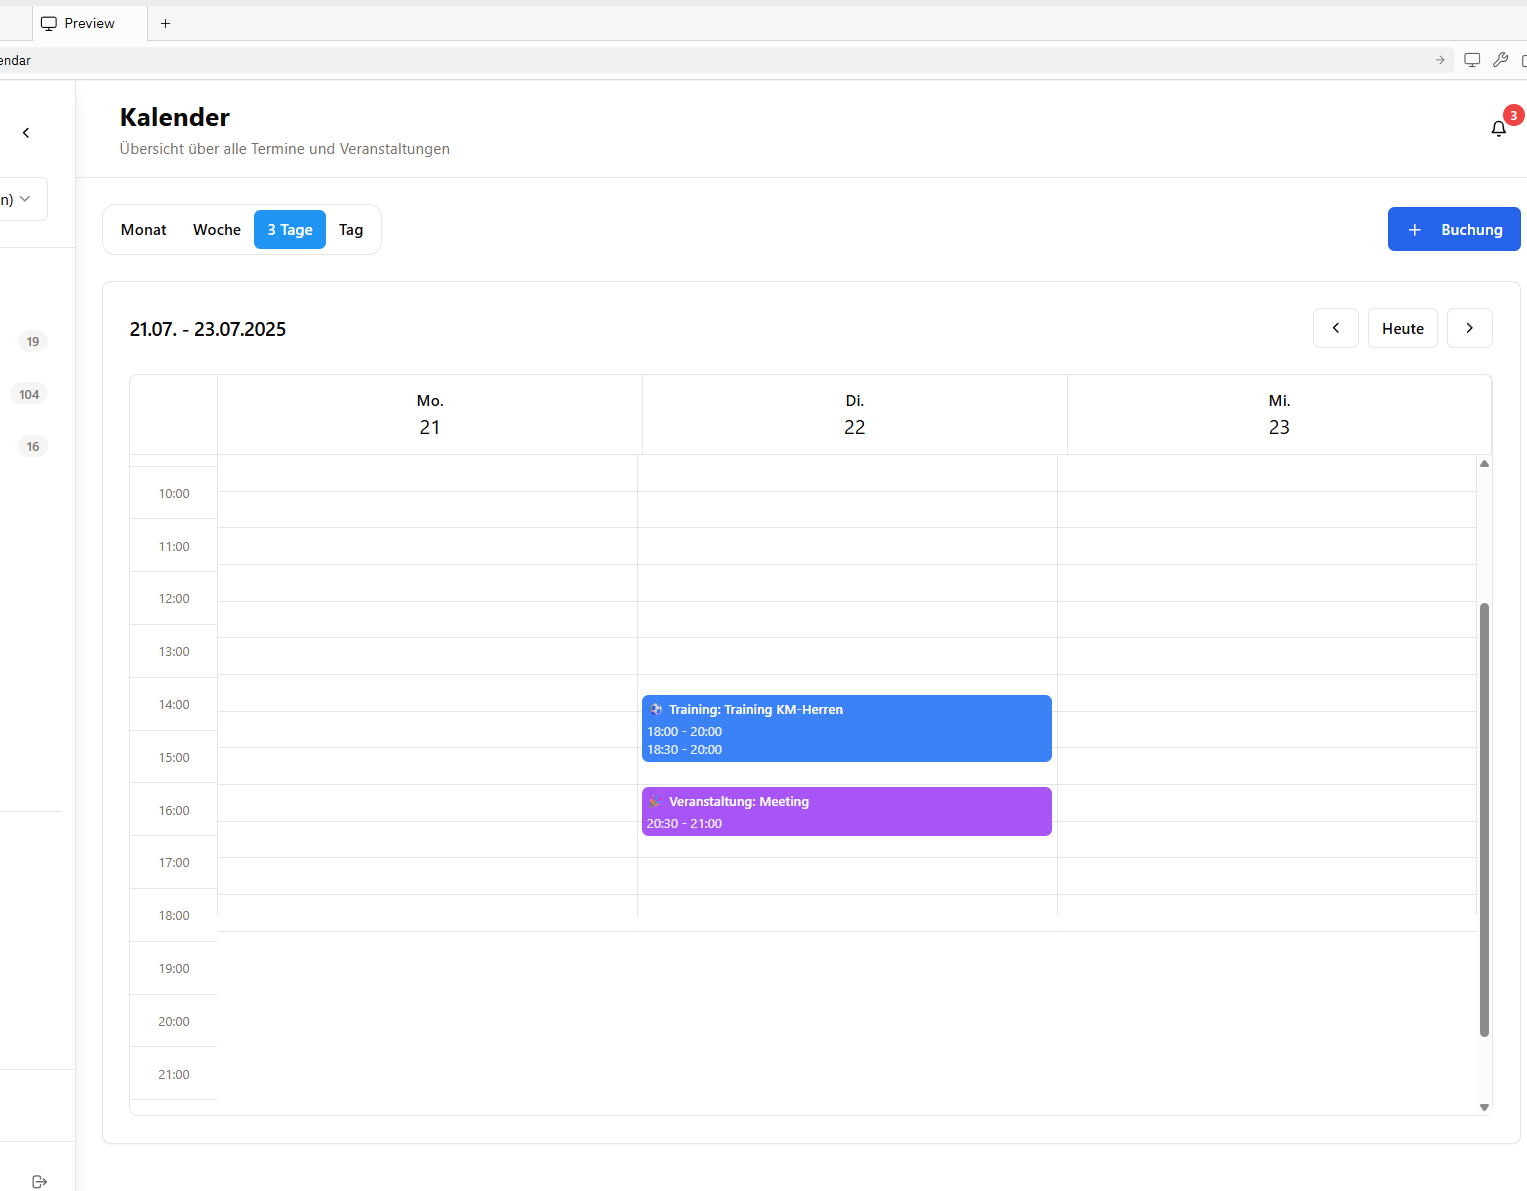 Preview
endar
Kalender
Übersicht über alle Termine und Veranstaltungen
3
n)
Monat
Woche
3 Tage
Tag
Buchung
19
104
16
21.07. - 23.07.2025
Heute
Mo.
21
Di.
22
Mi.
23
10:00
11:00
12:00
13:00
14:00
15:00
16:00
17:00
18:00
19:00
20:00
21:00
Training: Training KM-Herren
18:00 - 20:00
18:30 - 20:00
Veranstaltung: Meeting
20:30 - 21:00